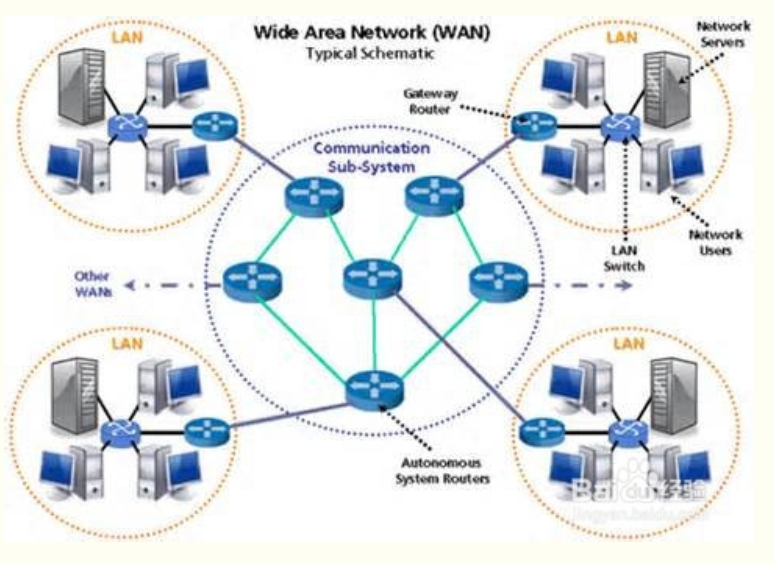 Wide Area Network (WAN)
Typical Schematic
LAN
LAN
Network
Servers
Gateway
Router
Communication
Sub-System
Network
Users
LAN
Switch
Other
WANs
LAN
LAN
Autonomous
System Routers
Baidu经验
jingyan.baidu.com